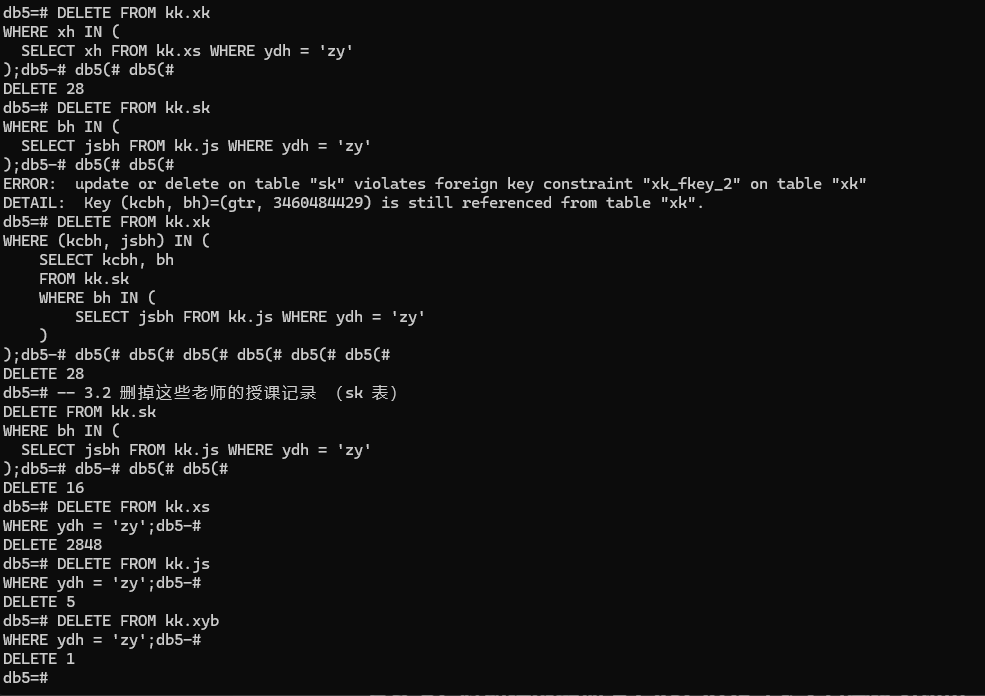 db5=# DELETE FROM kk.xk
WHERE xh IN (
  SELECT xh FROM kk.xs WHERE ydh = 'zy'
);db5-# db5(# db5(#
DELETE 28
db5=# DELETE FROM kk.sk
WHERE bh IN (
  SELECT jsbh FROM kk.js WHERE ydh = 'zy'
);db5-# db5(# db5(#
ERROR:  update or delete on table "sk" violates foreign key constraint "xk_fkey_2" on table "xk"
DETAIL:  Key (kcbh, bh)=(gtr, 3460484429) is still referenced from table "xk".
db5=# DELETE FROM kk.xk
WHERE (kcbh, jsbh) IN (
    SELECT kcbh, bh
    FROM kk.sk
    WHERE bh IN (
        SELECT jsbh FROM kk.js WHERE ydh = 'zy'
    )
);db5-# db5(# db5(# db5(# db5(# db5(# db5(#
DELETE 28
db5=# -- 3.2 删掉这些老师的授课记录 （sk 表）
DELETE FROM kk.sk
WHERE bh IN (
  SELECT jsbh FROM kk.js WHERE ydh = 'zy'
);db5=# db5-# db5(# db5(#
DELETE 16
db5=# DELETE FROM kk.xs
WHERE ydh = 'zy';db5-#
DELETE 2848
db5=# DELETE FROM kk.js
WHERE ydh = 'zy';db5-#
DELETE 5
db5=# DELETE FROM kk.xyb
WHERE ydh = 'zy';db5-#
DELETE 1
db5=#